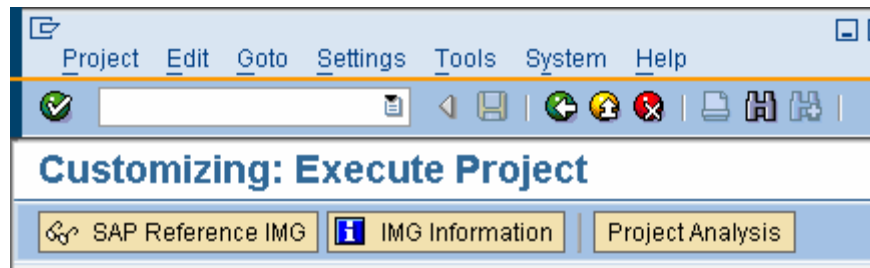 Project Edit Goto Settings Tools System Help
Customizing: Execute Project
SAP Reference IMG IMG Information Project Analysis